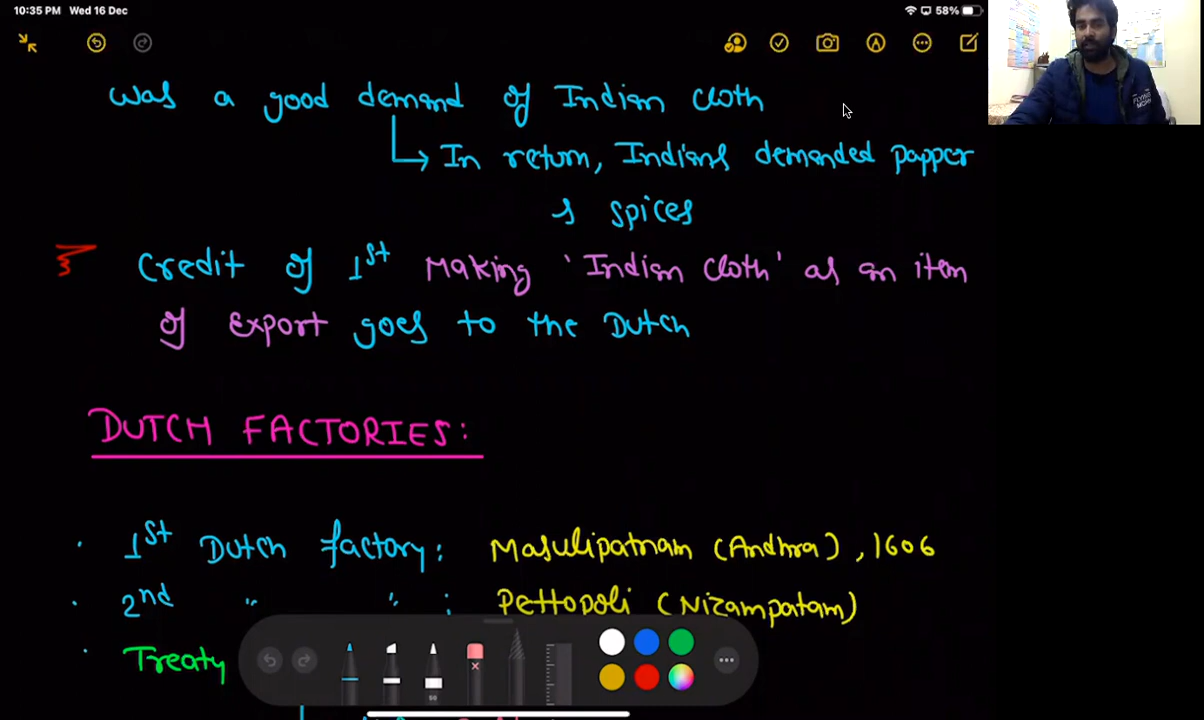 10:35 PM Wed 16 Dec
58%
was a good demand of Indian cloth
In return, Indians demanded papper
& spices
Credit of 1st Making 'Indian cloth' as an item
of Export goes to the Dutch
DUTCH FACTORIES:
1st Dutch factory: Masulipatnam (Andhra), 1606
2nd " " : Pettopoli (Nizampatam)
Treaty